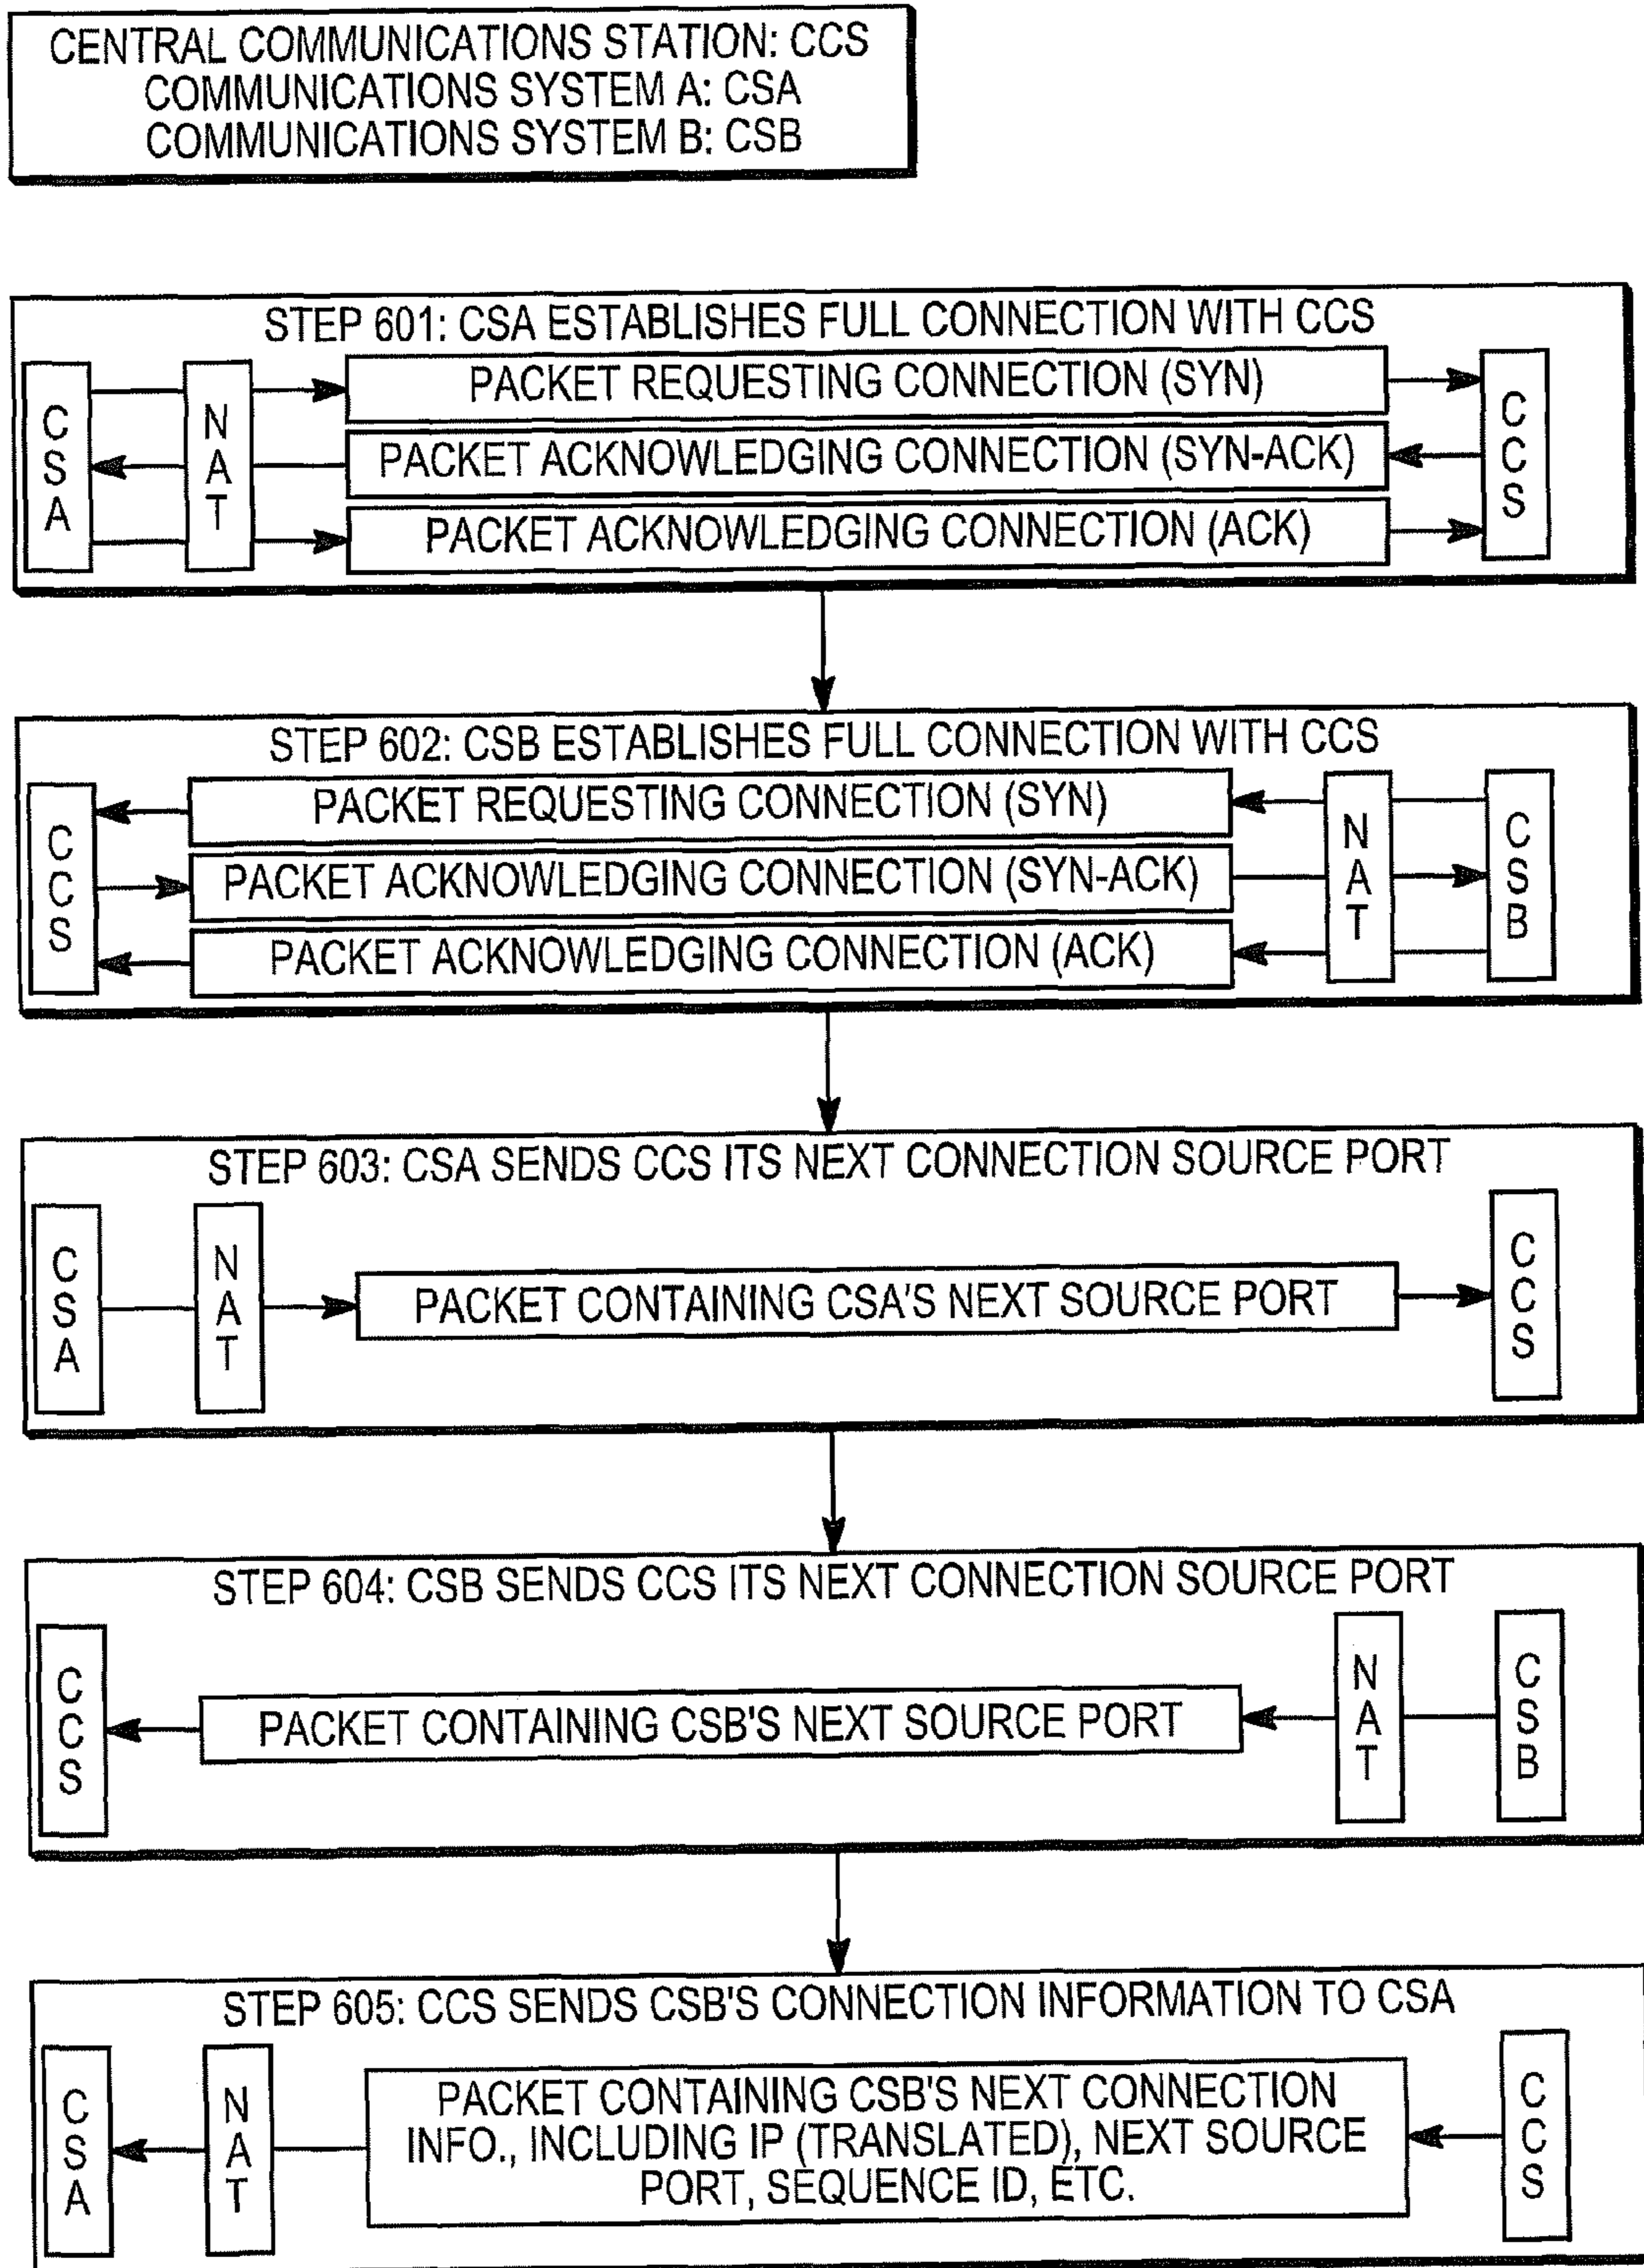 CENTRAL COMMUNICATIONS STATION: CCS
COMMUNICATIONS SYSTEM A: CSA
COMMUNICATIONS SYSTEM B: CSB
STEP 601: CSA ESTABLISHES FULL CONNECTION WITH CCS
CSA
NAT
PACKET REQUESTING CONNECTION (SYN)
PACKET ACKNOWLEDGING CONNECTION (SYN-ACK)
PACKET ACKNOWLEDGING CONNECTION (ACK)
CCS
STEP 602: CSB ESTABLISHES FULL CONNECTION WITH CCS
CCS
PACKET REQUESTING CONNECTION (SYN)
PACKET ACKNOWLEDGING CONNECTION (SYN-ACK)
PACKET ACKNOWLEDGING CONNECTION (ACK)
NAT
CSB
STEP 603: CSA SENDS CCS ITS NEXT CONNECTION SOURCE PORT
CSA
NAT
PACKET CONTAINING CSA'S NEXT SOURCE PORT
CCS
STEP 604: CSB SENDS CCS ITS NEXT CONNECTION SOURCE PORT
CCS
PACKET CONTAINING CSB'S NEXT SOURCE PORT
NAT
CSB
STEP 605: CCS SENDS CSB'S CONNECTION INFORMATION TO CSA
CSA
NAT
PACKET CONTAINING CSB'S NEXT CONNECTION
INFO., INCLUDING IP (TRANSLATED), NEXT SOURCE
PORT, SEQUENCE ID, ETC.
CCS